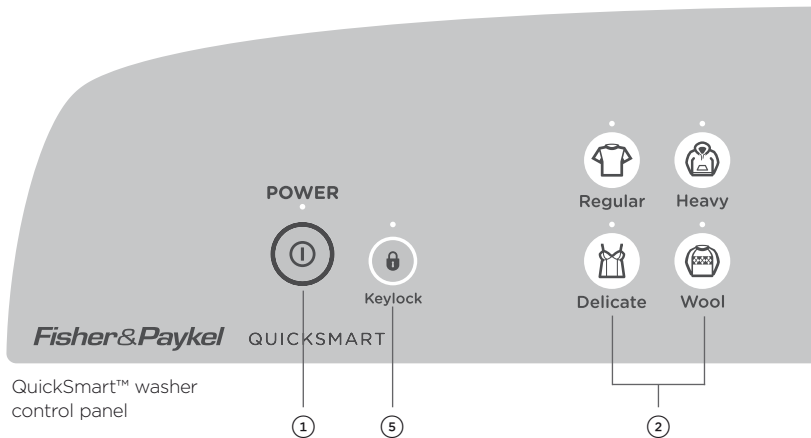 POWER
Regular Heavy
Keylock
Delicate Wool
Fisher&Paykel QUICKSMART
QuickSmart™ washer
control panel
1 5 2